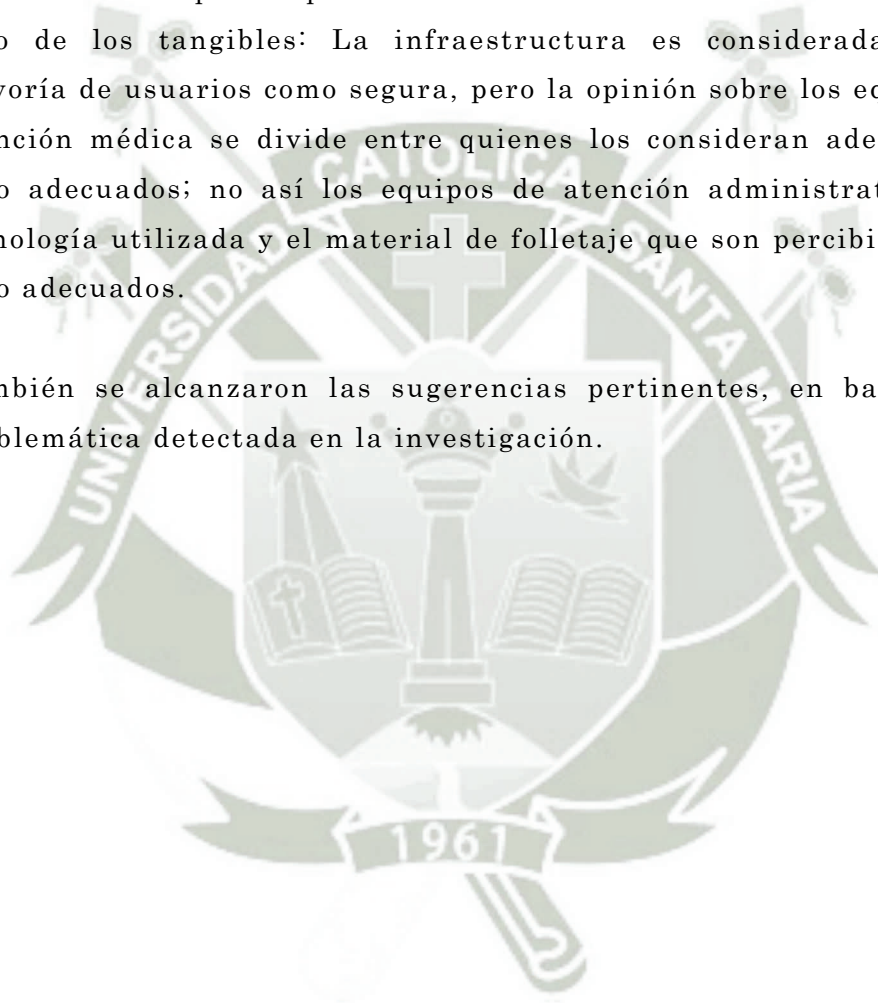 o de los tangibles: La infraestructura es considerada
yoría de usuarios como segura, pero la opinión sobre los ec
nción médica se divide entre quienes los consideran ade
o adecuados; no así los equipos de atención administrat
nología utilizada y el material de folletaje que son percibi
o adecuados.
mbién se alcanzaron las sugerencias pertinentes, en ba
blemática detectada en la investigación.
UNIVERSIDAD CATOLICA SANTA MARIA
1961